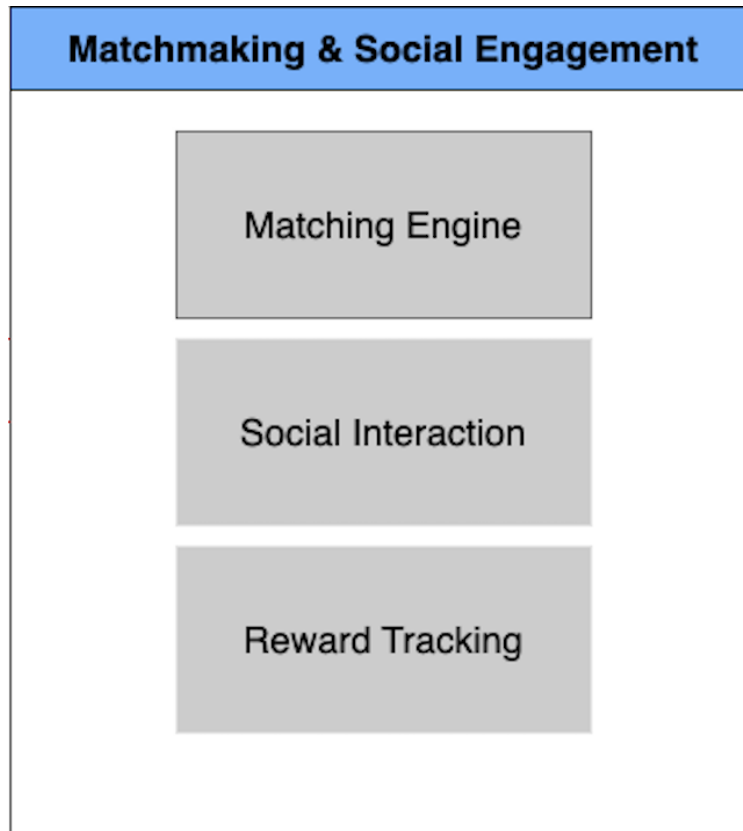 Matchmaking & Social Engagement
Matching Engine
Social Interaction
Reward Tracking